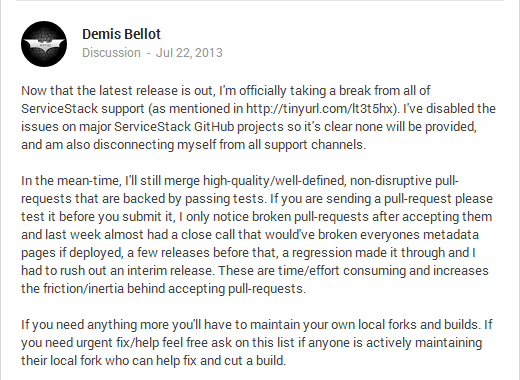 Demis Bellot
Discussion - Jul 22, 2013
Now that the latest release is out, I'm officially taking a break from all of
ServiceStack support (as mentioned in http://tinyurl.com/lt3t5hx). I've disabled the
issues on major ServiceStack GitHub projects so it's clear none will be provided,
and am also disconnecting myself from all support channels.
In the mean-time, I'll still merge high-quality/well-defined, non-disruptive pull-
requests that are backed by passing tests. If you are sending a pull-request please
test it before you submit it, I only notice broken pull-requests after accepting them
and last week almost had a close call that would've broken everyones metadata
pages if deployed, a few releases before that, a regression made it through and I
had to rush out an interim release. These are time/effort consuming and increases
the friction/inertia behind accepting pull-requests.
If you need anything more you'll have to maintain your own local forks and builds. If
you need urgent fix/help feel free ask on this list if anyone is actively maintaining
their local fork who can help fix and cut a build.